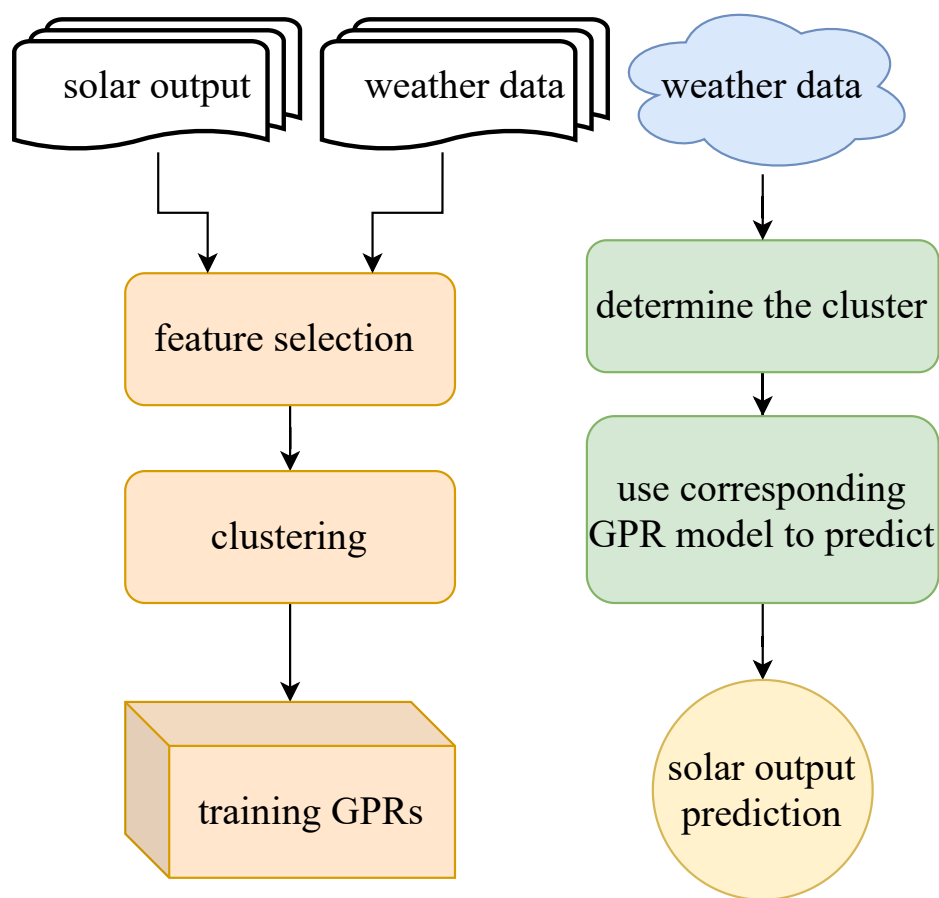 solar output
weather data
weather data
feature selection
determine the cluster
clustering
use corresponding
GPR model to predict
training GPRs
solar output
prediction